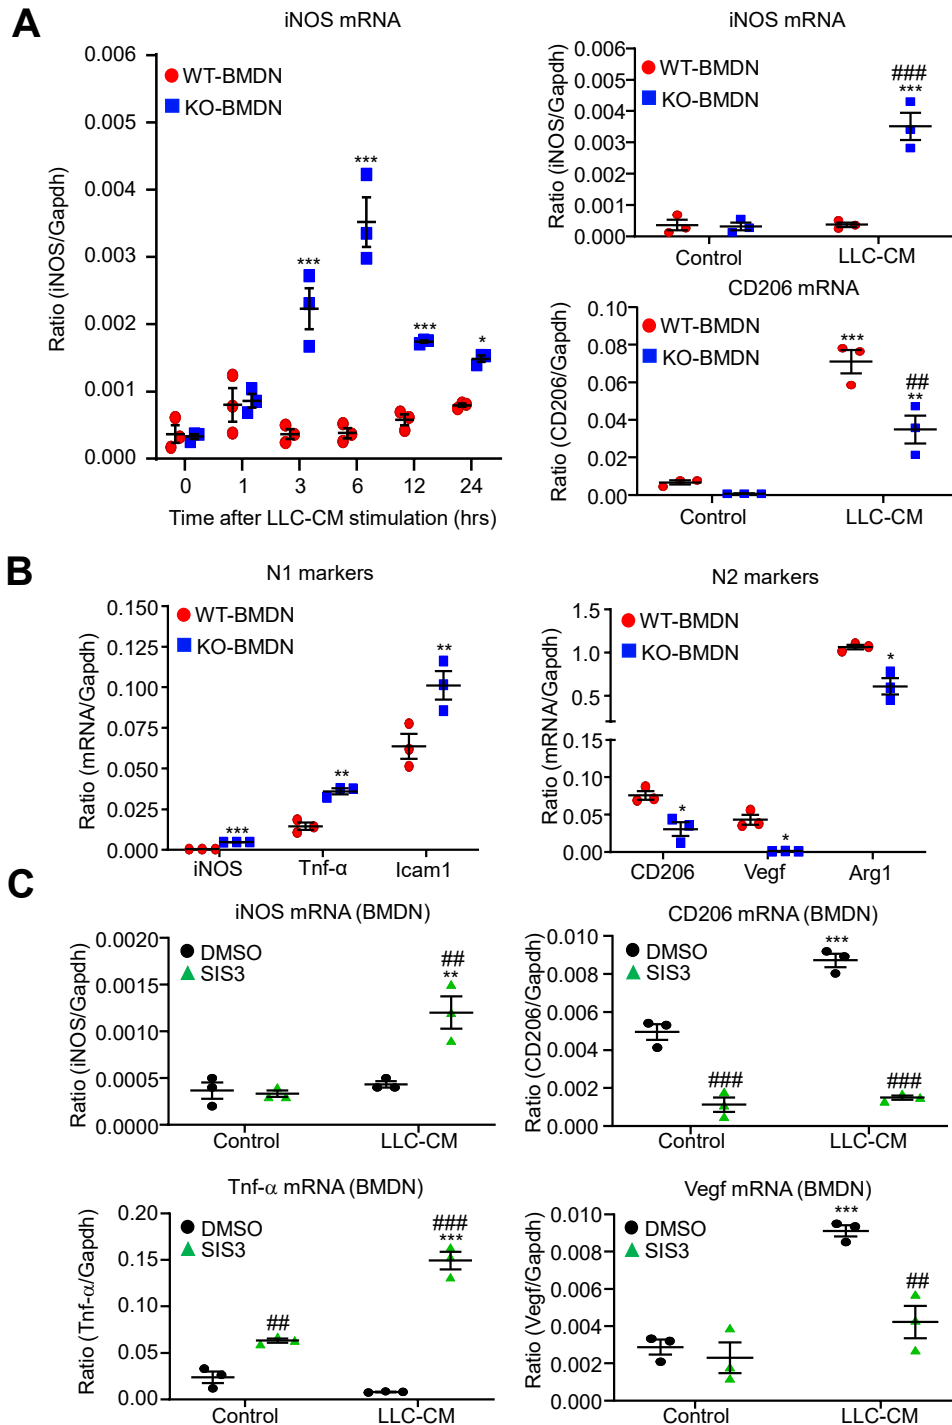 A
iNOS mRNA
Ratio (iNOS/Gapdh)
0.006
0.005
0.004
0.003
0.002
0.001
0.000
WT-BMDN
KO-BMDN
***
***
***
*
0 1 3 6 12 24
Time after LLC-CM stimulation (hrs)
iNOS mRNA
Ratio (iNOS/Gapdh)
0.006
0.005
0.004
0.003
0.002
0.001
0.000
WT-BMDN
KO-BMDN
###
***
Control LLC-CM
CD206 mRNA
Ratio (CD206/Gapdh)
0.10
0.08
0.06
0.04
0.02
0.00
WT-BMDN
KO-BMDN
***
##
**
Control LLC-CM
B
N1 markers
Ratio (mRNA/Gapdh)
0.150
0.125
0.100
0.075
0.050
0.025
0.000
WT-BMDN
KO-BMDN
***
**
**
iNOS Tnf-α Icam1
N2 markers
Ratio (mRNA/Gapdh)
1.5
1.0
0.5
0.15
0.10
0.05
0.00
WT-BMDN
KO-BMDN
*
*
*
CD206 Vegf Arg1
C
iNOS mRNA (BMDN)
Ratio (iNOS/Gapdh)
0.0020
0.0015
0.0010
0.0005
0.0000
DMSO
SIS3
##
**
Control LLC-CM
CD206 mRNA (BMDN)
Ratio (CD206/Gapdh)
0.010
0.008
0.006
0.004
0.002
0.000
DMSO
SIS3
***
###
###
Control LLC-CM
Tnf-α mRNA (BMDN)
Ratio (Tnf-α/Gapdh)
0.20
0.15
0.10
0.05
0.00
DMSO
SIS3
##
###
***
Control LLC-CM
Vegf mRNA (BMDN)
Ratio (Vegf/Gapdh)
0.010
0.008
0.006
0.004
0.002
0.000
DMSO
SIS3
***
##
Control LLC-CM